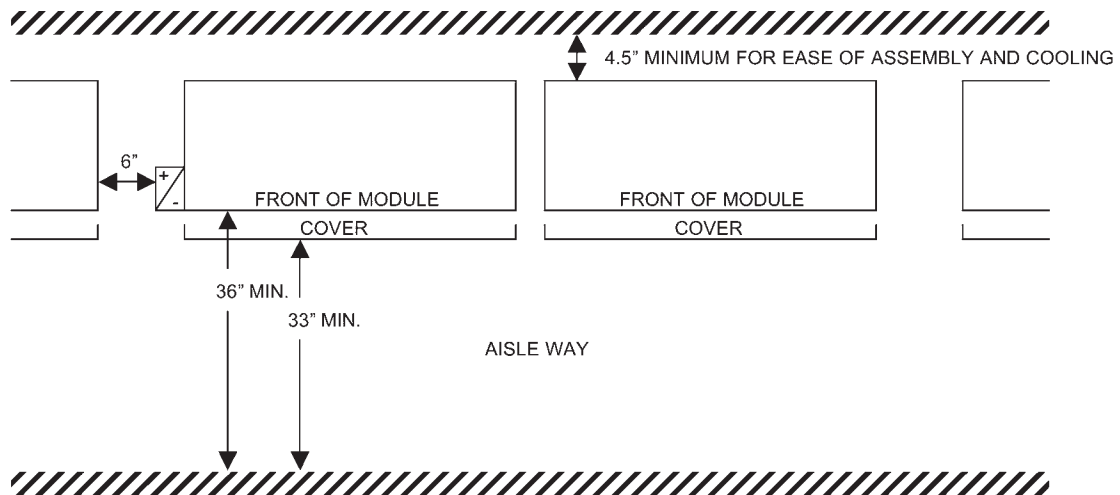 4.5” MINIMUM FOR EASE OF ASSEMBLY AND COOLING
6”
+
-
FRONT OF MODULE
FRONT OF MODULE
COVER
COVER
36” MIN.
33” MIN.
AISLE WAY